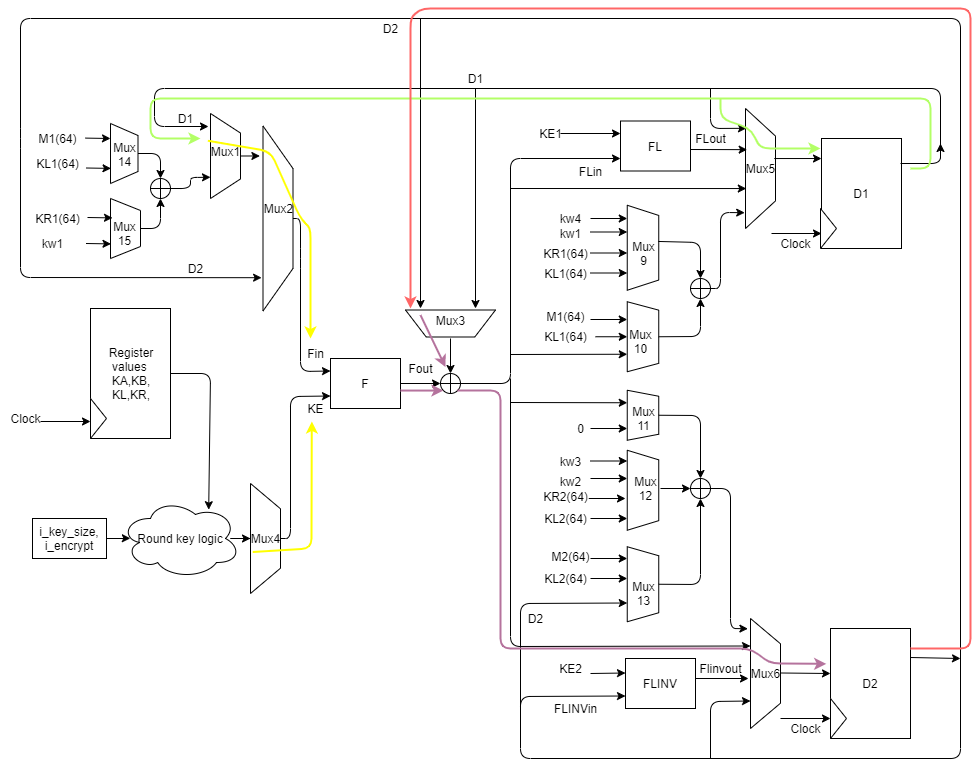 D2
D1
D1
M1(64)
KL1(64)
Mux
14
Mux1
KR1(64)
kw1
Mux
15
Mux2
D2
KE1
FL
FLout
FLin
Mux5
D1
Clock
kw4
kw1
KR1(64)
KL1(64)
Mux
9
M1(64)
KL1(64)
Mux
10
Mux3
Register
values
KA,KB,
KL,KR,
Clock
Fin
F
Fout
KE
0
Mux
11
kw3
kw2
KR2(64)
KL2(64)
Mux
12
i_key_size,
i_encrypt
Round key logic
Mux4
M2(64)
KL2(64)
Mux
13
D2
KE2
FLINV
Flinvout
FLINVin
Mux6
D2
Clock